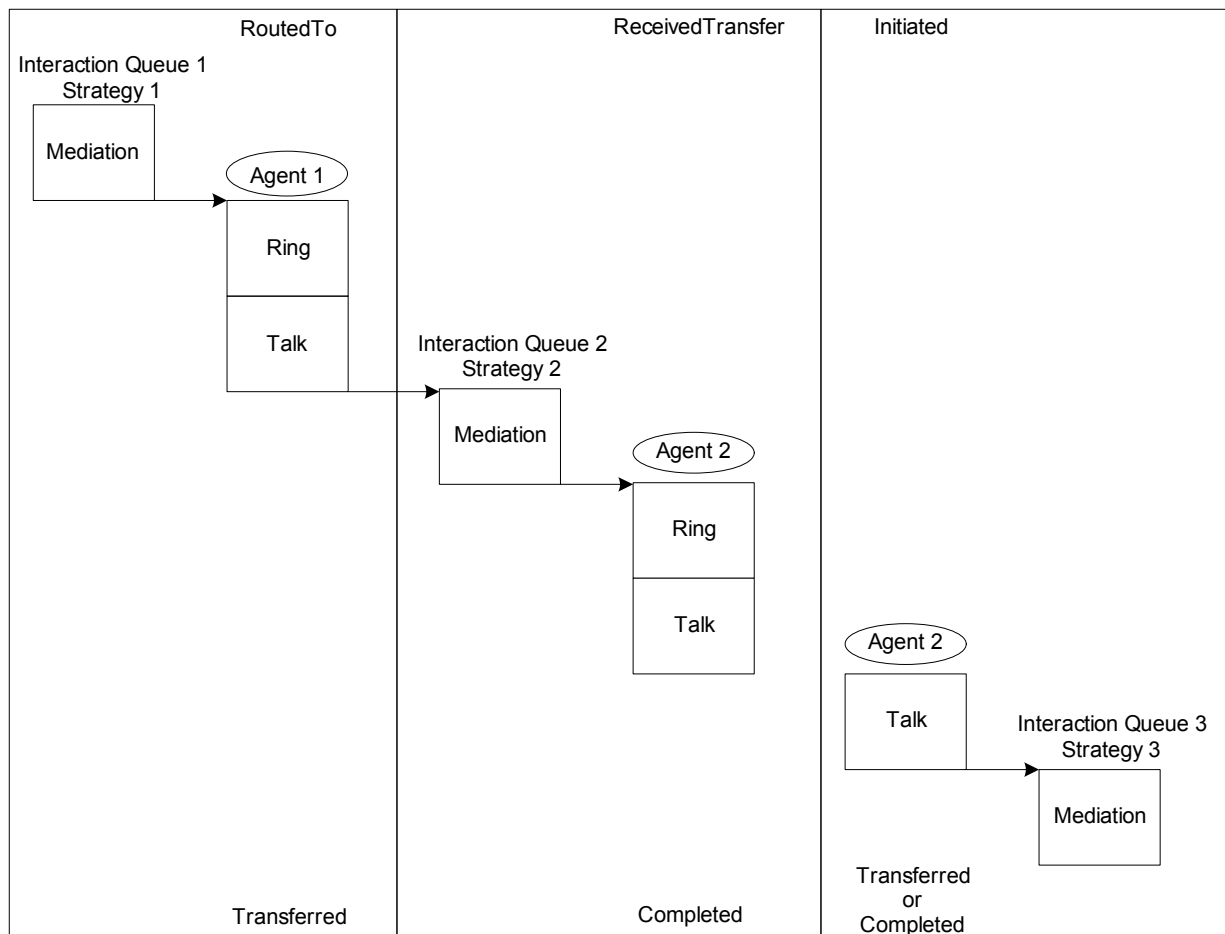 RoutedTo
Interaction Queue 1
Strategy 1
Mediation
Agent 1
Ring
Talk
Transferred
ReceivedTransfer
Interaction Queue 2
Strategy 2
Mediation
Agent 2
Ring
Talk
Completed
Initiated
Agent 2
Talk
Interaction Queue 3
Strategy 3
Mediation
Transferred
or
Completed